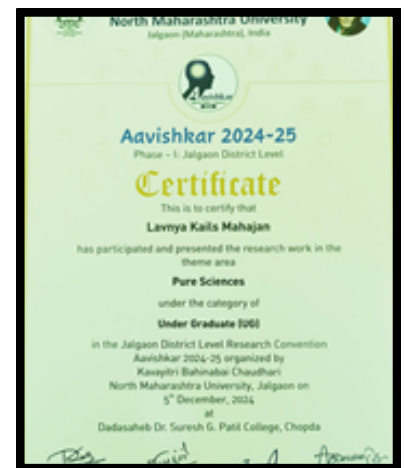 North Maharashtra University
Jalgaon (Maharashtra), India
Aavishkar
Aavishkar 2024-25
Phase – I: Jalgaon District Level
Certificate
This is to certify that
Lavnya Kails Mahajan
has participated and presented the research work in the
theme area
Pure Sciences
under the category of
Under Graduate (UG)
in the Jalgaon District Level Research Convention
Aavishkar 2024-25 organized by
Kavayitri Bahinabai Chaudhari
North Maharashtra University, Jalgaon on
5th December, 2024
at
Dadasaheb Dr. Suresh G. Patil College, Chopda